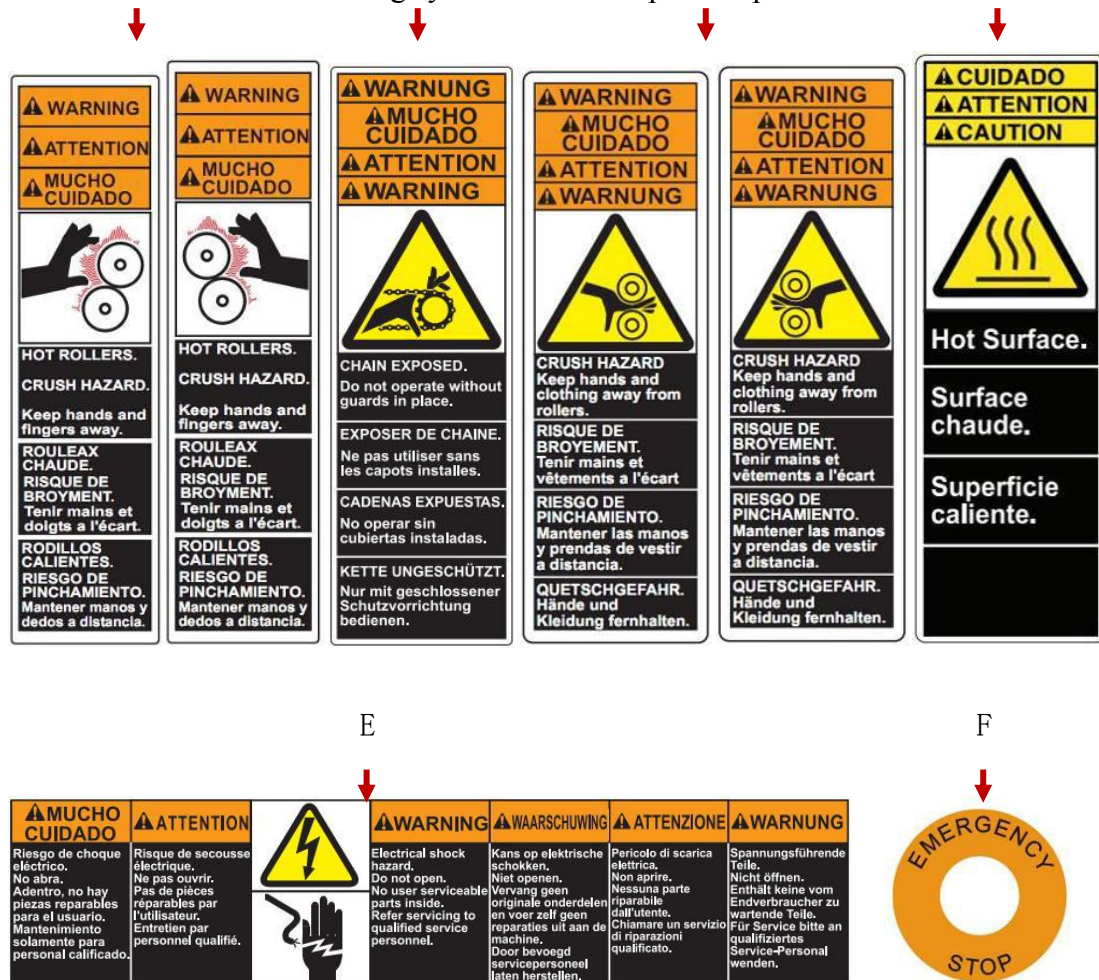 WARNING
ATTENTION
MUCHO
CUIDADO
HOT ROLLERS.
CRUSH HAZARD.
Keep hands and
fingers away.
ROULEAX
CHAUDE.
RISQUE DE
BROYMENT.
Tenir mains et
doigts a l'écart.
RODILLOS
CALIENTES.
RIESGO DE
PINCHAMIENTO.
Mantener manos y
dedos a distancia.
WARNING
ATTENTION
MUCHO
CUIDADO
HOT ROLLERS.
CRUSH HAZARD.
Keep hands and
fingers away.
ROULEAX
CHAUDE.
RISQUE DE
BROYMENT.
Tenir mains et
doigts a l'écart.
RODILLOS
CALIENTES.
RIESGO DE
PINCHAMIENTO.
Mantener manos y
dedos a distancia.
WARNUNG
MUCHO
CUIDADO
ATTENTION
WARNING
CHAIN EXPOSED.
Do not operate without
guards in place.
EXPOSER DE CHAINE.
Ne pas utiliser sans
les capots installes.
CADENAS EXPUESTAS.
No operar sin
cubiertas instaladas.
KETTE UNGESCHÜTZT.
Nur mit geschlossener
Schutzvorrichtung
bedienen.
WARNING
MUCHO
CUIDADO
ATTENTION
WARNUNG
CRUSH HAZARD
Keep hands and
clothing away from
rollers.
RISQUE DE
BROYEMENT.
Tenir mains et
vêtements a l'écart
RIESGO DE
PINCHAMIENTO.
Mantener las manos
y prendas de vestir
a distancia.
QUETSCHGEFAHR.
Hände und
Kleidung fernhalten.
WARNING
MUCHO
CUIDADO
ATTENTION
WARNUNG
CRUSH HAZARD
Keep hands and
clothing away from
rollers.
RISQUE DE
BROYEMENT.
Tenir mains et
vêtements a l'écart
RIESGO DE
PINCHAMIENTO.
Mantener las manos
y prendas de vestir
a distancia.
QUETSCHGEFAHR.
Hände und
Kleidung fernhalten.
CUIDADO
ATTENTION
CAUTION
Hot Surface.
Surface
chaude.
Superficie
caliente.
E
F
MUCHO
CUIDADO
Riesgo de choque
eléctrico.
No abra.
Adentro, no hay
piezas reparables
para el usuario.
Mantenimiento
solamente para
personal calificado.
ATTENTION
Risque de secousse
électrique.
Ne pas ouvrir.
Pas de pièces
réparables par
l'utilisateur.
Entretien par
personnel qualifié.
WARNING
Electrical shock
hazard.
Do not open.
No user serviceable
parts inside.
Refer servicing to
qualified service
personnel.
WAARSCHUWING
Kans op elektrische
schokken.
Niet openen.
Vervang geen
originale onderdelen
en voer zelf geen
reparaties uit aan de
machine.
Door bevoegd
servicepersoneel
laten herstellen.
ATTENZIONE
Pericolo di scarica
elettrica.
Non aprire.
Nessuna parte
riparabile
dall'utente.
Chiamare un servizio
di riparazioni
qualificato.
WARNUNG
Spannungsführende
Teile.
Nicht öffnen.
Enthält keine vom
Endverbraucher zu
wartende Teile.
Für Service bitte an
qualifiziertes
Service-Personal
wenden.
EMERGENCY
STOP